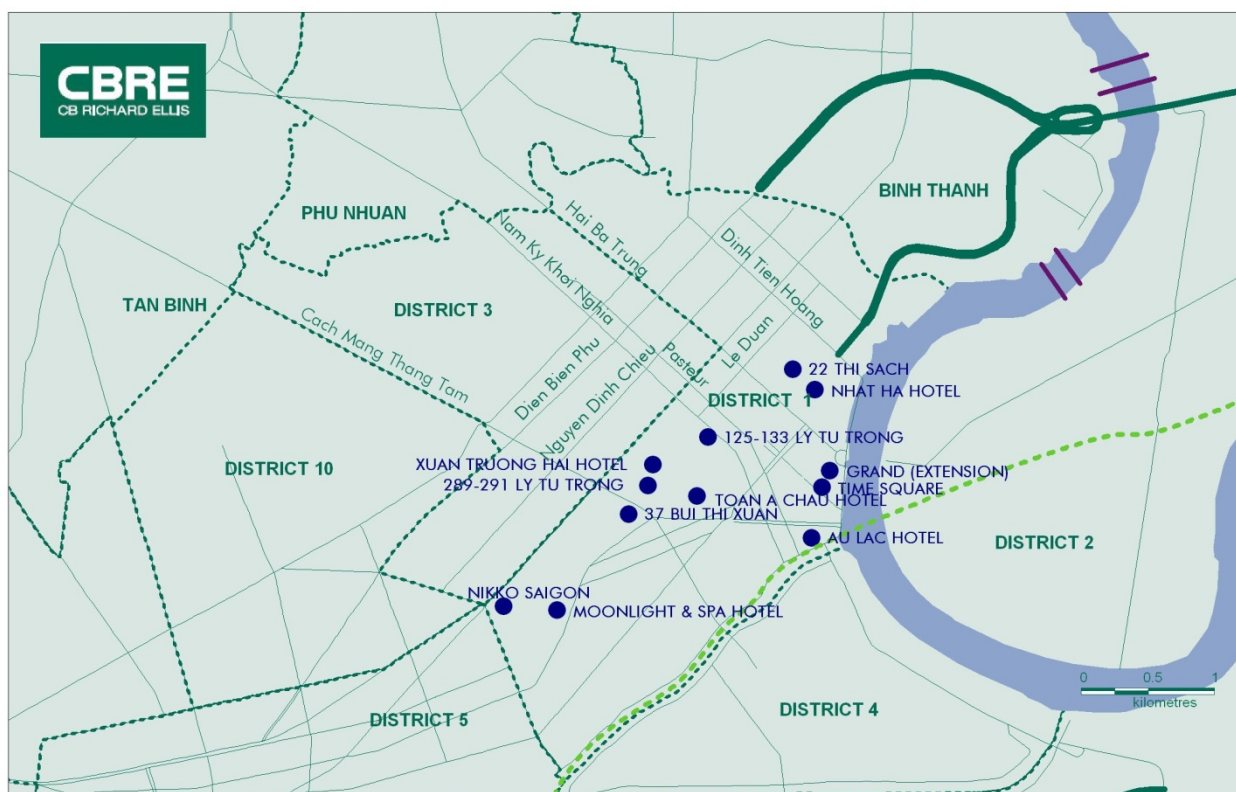 CBRE
CB RICHARD ELLIS
BINH THANH
PHU NHUAN
Hai Ba Trung
Nam Ky Khởi Nghia
Dinh Tien Hoang
TAN BINH
DISTRICT 3
Cach Mang Thang Tam
Dien Bien Phu
Nguyen Dinh Chieu
Pasteur
Le Duan
22 THI SACH
NHAT HA HOTEL
DISTRICT 1
125-133 LY TU TRONG
XUAN TRUONG HAI HOTEL
289-291 LY TU TRONG
DISTRICT 10
GRAND (EXTENSION)
TIME SQUARE
TOAN A CHAU HOTEL
37 BUI THI XUAN
AU LAC HOTEL
DISTRICT 2
NIKKO SAIGON
MOONLIGHT & SPA HOTEL
0 0.5 1
kilometres
DISTRICT 5
DISTRICT 4